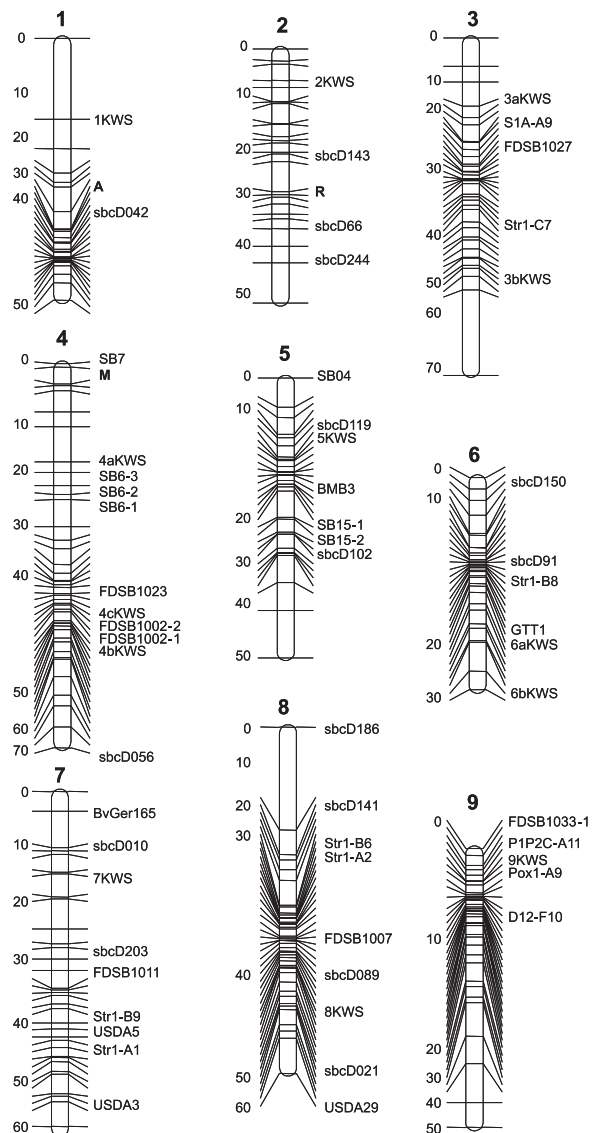 1
0
10
20
30
40
50
1KWS
A
sbcD042
2
0
10
20
30
40
50
2KWS
sbcD143
R
sbcD66
sbcD244
3
0
10
20
30
40
50
60
70
3aKWS
S1A-A9
FDSB1027
Str1-C7
3bKWS
4
0
10
20
30
40
50
60
70
SB7
M
4aKWS
SB6-3
SB6-2
SB6-1
FDSB1023
4cKWS
FDSB1002-2
FDSB1002-1
4bKWS
sbcD056
5
0
10
20
30
40
50
SB04
sbcD119
5KWS
BMB3
SB15-1
SB15-2
sbcD102
6
0
10
20
30
sbcD150
sbcD91
Str1-B8
GTT1
6aKWS
6bKWS
7
0
10
20
30
40
50
60
BvGer165
sbcD010
7KWS
sbcD203
FDSB1011
Str1-B9
USDA5
Str1-A1
USDA3
8
0
10
20
30
40
50
60
sbcD186
sbcD141
Str1-B6
Str1-A2
FDSB1007
sbcD089
8KWS
sbcD021
USDA29
9
0
10
20
30
40
50
FDSB1033-1
P1P2C-A11
9KWS
Pox1-A9
D12-F10